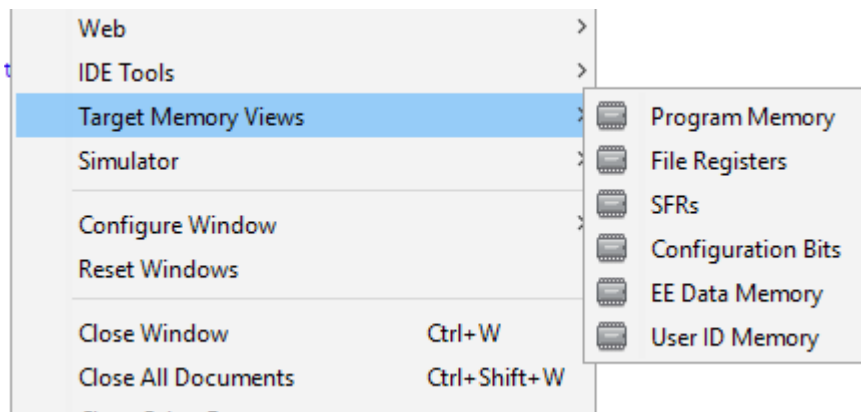 Web
IDE Tools
Target Memory Views
Simulator
Configure Window
Reset Windows
Close Window Ctrl+W
Close All Documents Ctrl+Shift+W
Program Memory
File Registers
SFRs
Configuration Bits
EE Data Memory
User ID Memory